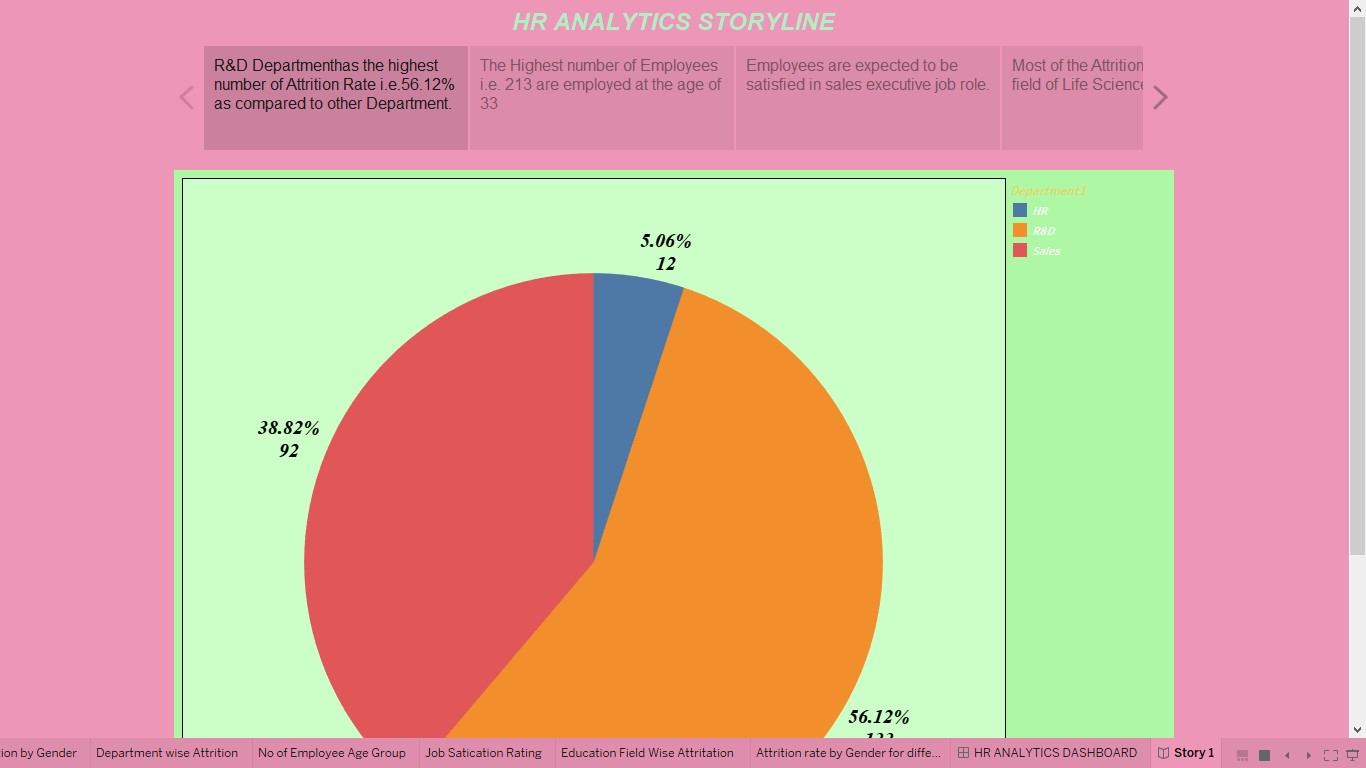 HR ANALYTICS STORYLINE
R&D Departmenthas the highest
number of Attrition Rate i.e.56.12%
as compared to other Department.
The Highest number of Employees
i.e. 213 are employed at the age of
33
Employees are expected to be
satisfied in sales executive job role.
Most of the Attrition
field of Life Science
Department1
HR
R&D
Sales
5.06%
12
38.82%
92
56.12%
tion by Gender
Department wise Attrition
No of Employee Age Group
Job Satication Rating
Education Field Wise Attritation
Attrition rate by Gender for diffe...
HR ANALYTICS DASHBOARD
Story 1